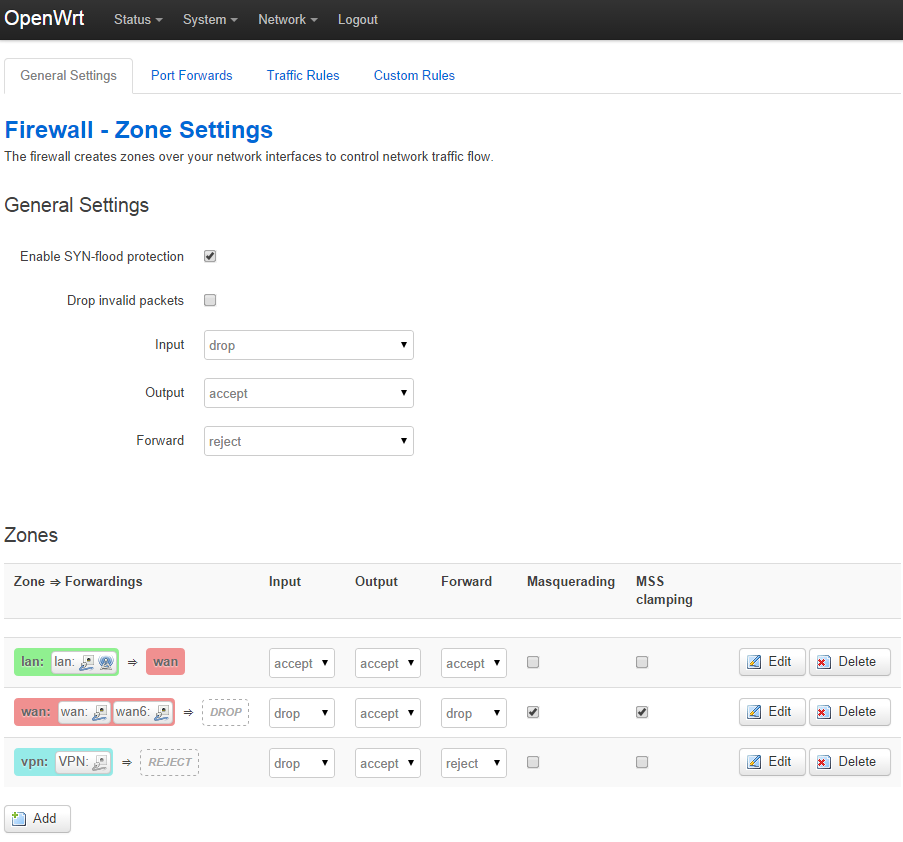 OpenWrt Status System Network Logout
General Settings Port Forwards Traffic Rules Custom Rules
Firewall - Zone Settings
The firewall creates zones over your network interfaces to control network traffic flow.
General Settings
Enable SYN-flood protection
Drop invalid packets
Input drop
Output accept
Forward reject
Zones
Zone ⇒ Forwardings Input Output Forward Masquerading MSS
clamping
lan: lan: ⇒ wan accept accept accept Edit Delete
wan: wan: wan6: ⇒ DROP drop accept drop Edit Delete
vpn: VPN: ⇒ REJECT drop accept reject Edit Delete
Add